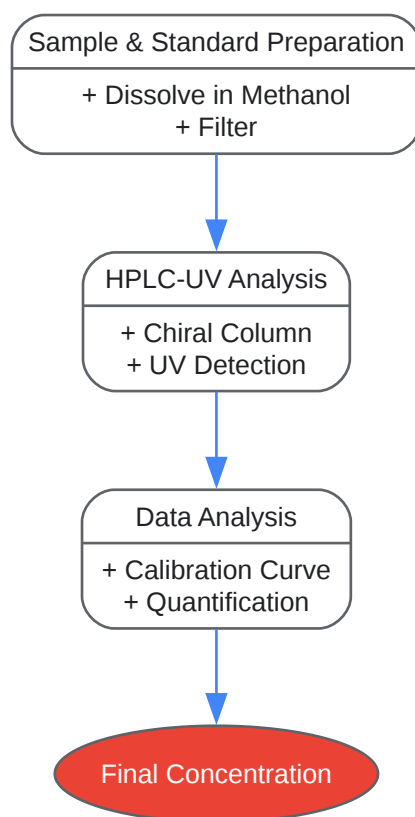 Sample & Standard Preparation
+ Dissolve in Methanol
+ Filter
HPLC-UV Analysis
+ Chiral Column
+ UV Detection
Data Analysis
+ Calibration Curve
+ Quantification
Final Concentration